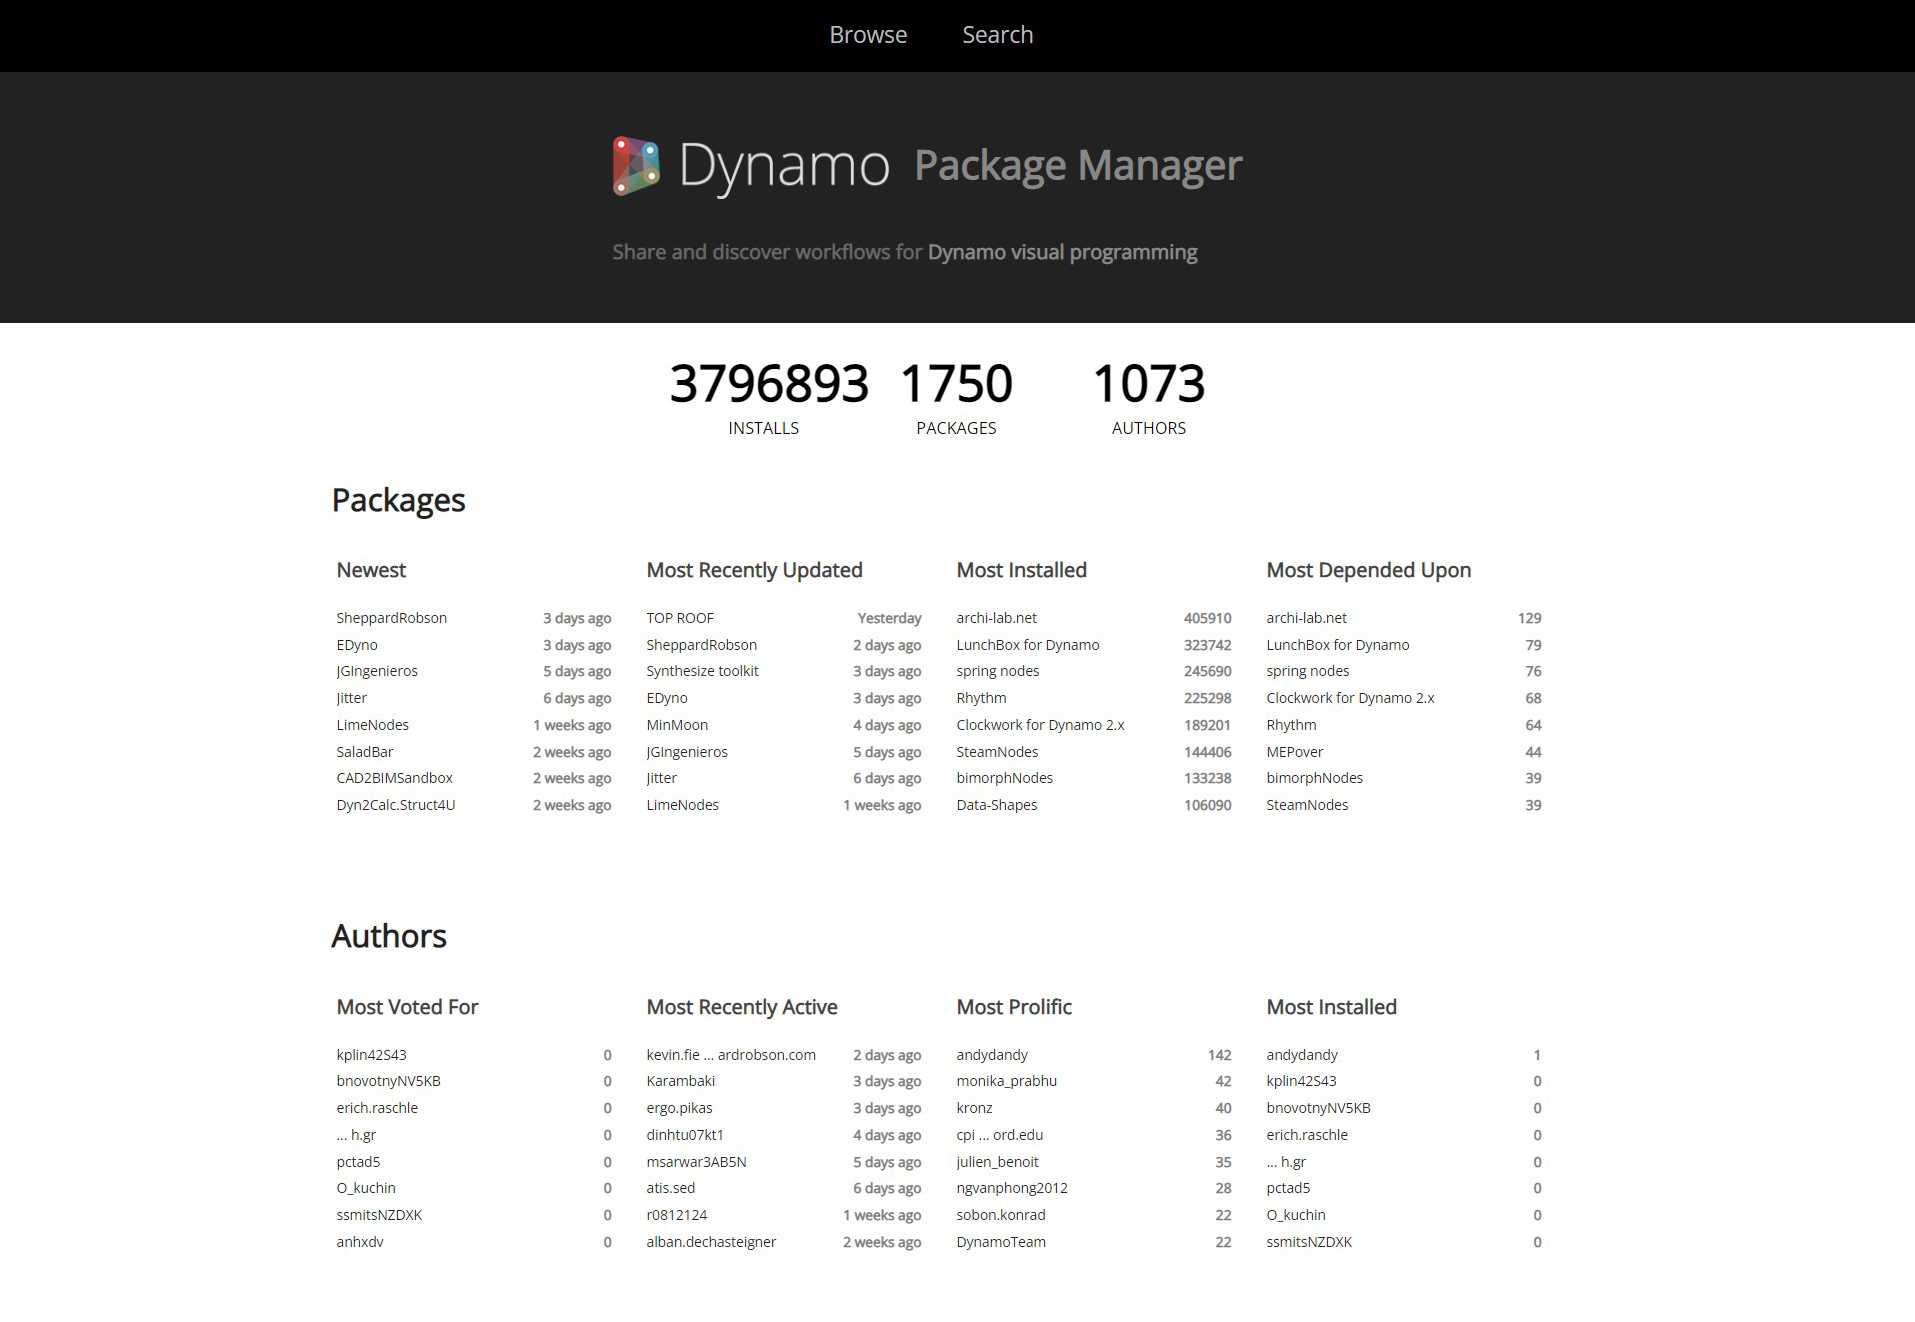 Browse Search
Dynamo Package Manager
Share and discover workflows for Dynamo visual programming
3796893 1750 1073
INSTALLS PACKAGES AUTHORS
Packages
Newest
SheppardRobson 3 days ago
EDyno 3 days ago
JGIngenieros 5 days ago
Jitter 6 days ago
LimeNodes 1 weeks ago
SaladBar 2 weeks ago
CAD2BIMSandbox 2 weeks ago
Dyn2Calc.Struct4U 2 weeks ago
Most Recently Updated
TOP ROOF Yesterday
SheppardRobson 2 days ago
Synthesize toolkit 3 days ago
EDyno 3 days ago
MinMoon 4 days ago
JGIngenieros 5 days ago
Jitter 6 days ago
LimeNodes 1 weeks ago
Most Installed
archi-lab.net 405910
LunchBox for Dynamo 323742
spring nodes 245690
Rhythm 225298
Clockwork for Dynamo 2.x 189201
SteamNodes 144406
bimorphNodes 133238
Data-Shapes 106090
Most Depended Upon
archi-lab.net 129
LunchBox for Dynamo 79
spring nodes 76
Clockwork for Dynamo 2.x 68
Rhythm 64
MEPover 44
bimorphNodes 39
SteamNodes 39
Authors
Most Voted For
kplin42S43 0
bnovotnyNV5KB 0
erich.raschle 0
... h.gr 0
pctad5 0
O_kuchin 0
ssmitsNZDXK 0
anhxdv 0
Most Recently Active
kevin.fie ... ardrobson.com 2 days ago
Karambaki 3 days ago
ergo.pikas 3 days ago
dinhtu07kt1 4 days ago
msarwar3AB5N 5 days ago
atis.sed 6 days ago
r0812124 1 weeks ago
alban.dechasteigner 2 weeks ago
Most Prolific
andydandy 142
monika_prabhu 42
kronz 40
cpi ... ord.edu 36
julien_benoit 35
ngvanphong2012 28
sobon.konrad 22
DynamoTeam 22
Most Installed
andydandy 1
kplin42S43 0
bnovotnyNV5KB 0
erich.raschle 0
... h.gr 0
pctad5 0
O_kuchin 0
ssmitsNZDXK 0